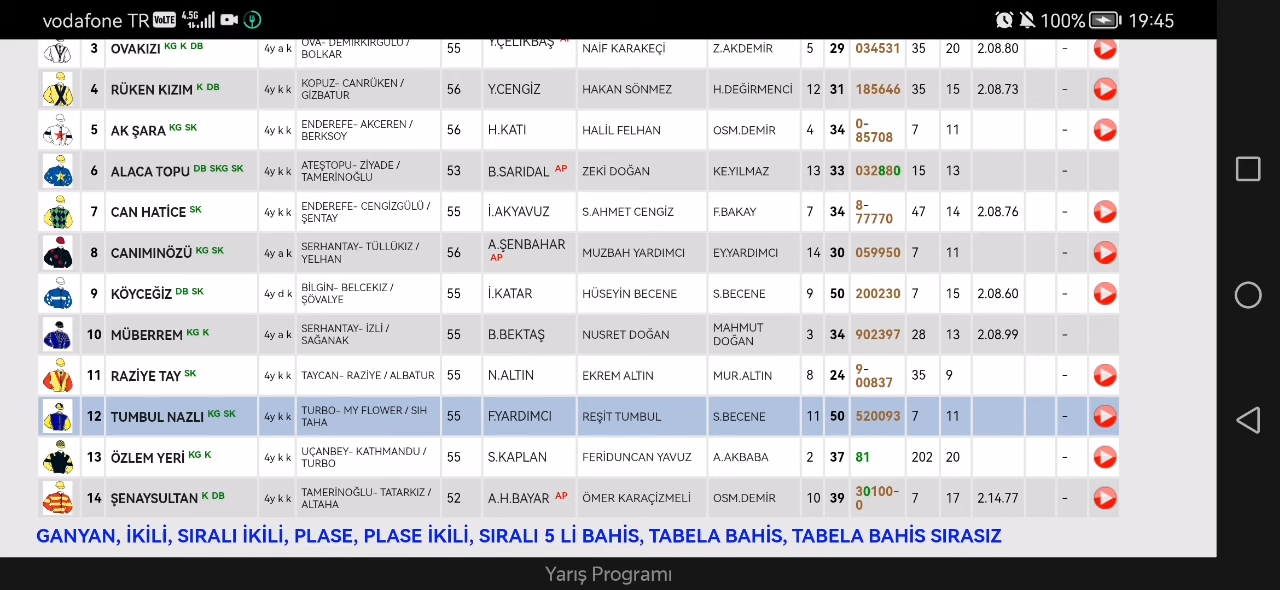 vodafone TR VoLTE 4.5G 100% 19:45
3 OVAKIZI KG K DB 4y a k OVA- DEMİRKIRGÜLÜ / BOLKAR 55 Y.ÇELİKBAŞ AP NAİF KARAKEÇİ Z.AKDEMİR 5 29 034531 35 20 2.08.80 -
4 RÜKEN KIZIM K DB 4y k k KOPUZ- CANRÜKEN / GİZBATUR 56 Y.CENGİZ HAKAN SÖNMEZ H.DEĞİRMENCİ 12 31 185646 35 15 2.08.73 -
5 AK ŞARA KG SK 4y k k ENDEREFE- AKCEREN / BERKSOY 56 H.KATI HALİL FELHAN OSM.DEMİR 4 34 0-85708 7 11 -
6 ALACA TOPU DB SKG SK 4y k k ATEŞTOPU- ZİYADE / TAMERİNOĞLU 53 B.SARIDAL AP ZEKİ DOĞAN KE.YILMAZ 13 33 032880 15 13 -
7 CAN HATİCE SK 4y k k ENDEREFE- CENGİZGÜLÜ / ŞENTAY 55 İ.AKYAVUZ S.AHMET CENGİZ F.BAKAY 7 34 8-77770 47 14 2.08.76 -
8 CANIMINÖZÜ KG SK 4y a k SERHANTAY- TÜLLÜKIZ / YELHAN 56 A.ŞENBAHAR AP MUZBAH YARDIMCI EY.YARDIMCI 14 30 059950 7 11 -
9 KÖYCEĞİZ DB SK 4y d k BİLGİN- BELCEKIZ / ŞÖVALYE 55 İ.KATAR HÜSEYİN BECENE S.BECENE 9 50 200230 7 15 2.08.60 -
10 MÜBERREM KG K 4y a k SERHANTAY- İZLİ / SAĞANAK 55 B.BEKTAŞ NUSRET DOĞAN MAHMUT DOĞAN 3 34 902397 28 13 2.08.99 -
11 RAZİYE TAY SK 4y k k TAYCAN- RAZİYE / ALBATUR 55 N.ALTIN EKREM ALTIN MUR.ALTIN 8 24 9-00837 35 9 -
12 TUMBUL NAZLI KG SK 4y k k TURBO- MY FLOWER / SIH TAHA 55 F.YARDIMCI REŞİT TUMBUL S.BECENE 11 50 520093 7 11 -
13 ÖZLEM YERİ KG K 4y k k UÇANBEY- KATHMANDU / TURBO 55 S.KAPLAN FERİDUNCAN YAVUZ A.AKBABA 2 37 81 202 20 -
14 ŞENAYSULTAN K DB 4y k k TAMERİNOĞLU- TATARKIZ / ALTAHA 52 A.H.BAYAR AP ÖMER KARAÇİZMELİ OSM.DEMİR 10 39 30100-0 7 17 2.14.77 -
GANYAN, İKİLİ, SIRALI İKİLİ, PLASE, PLASE İKİLİ, SIRALI 5 Lİ BAHİS, TABELA BAHİS, TABELA BAHİS SIRASIZ
Yarış Programı